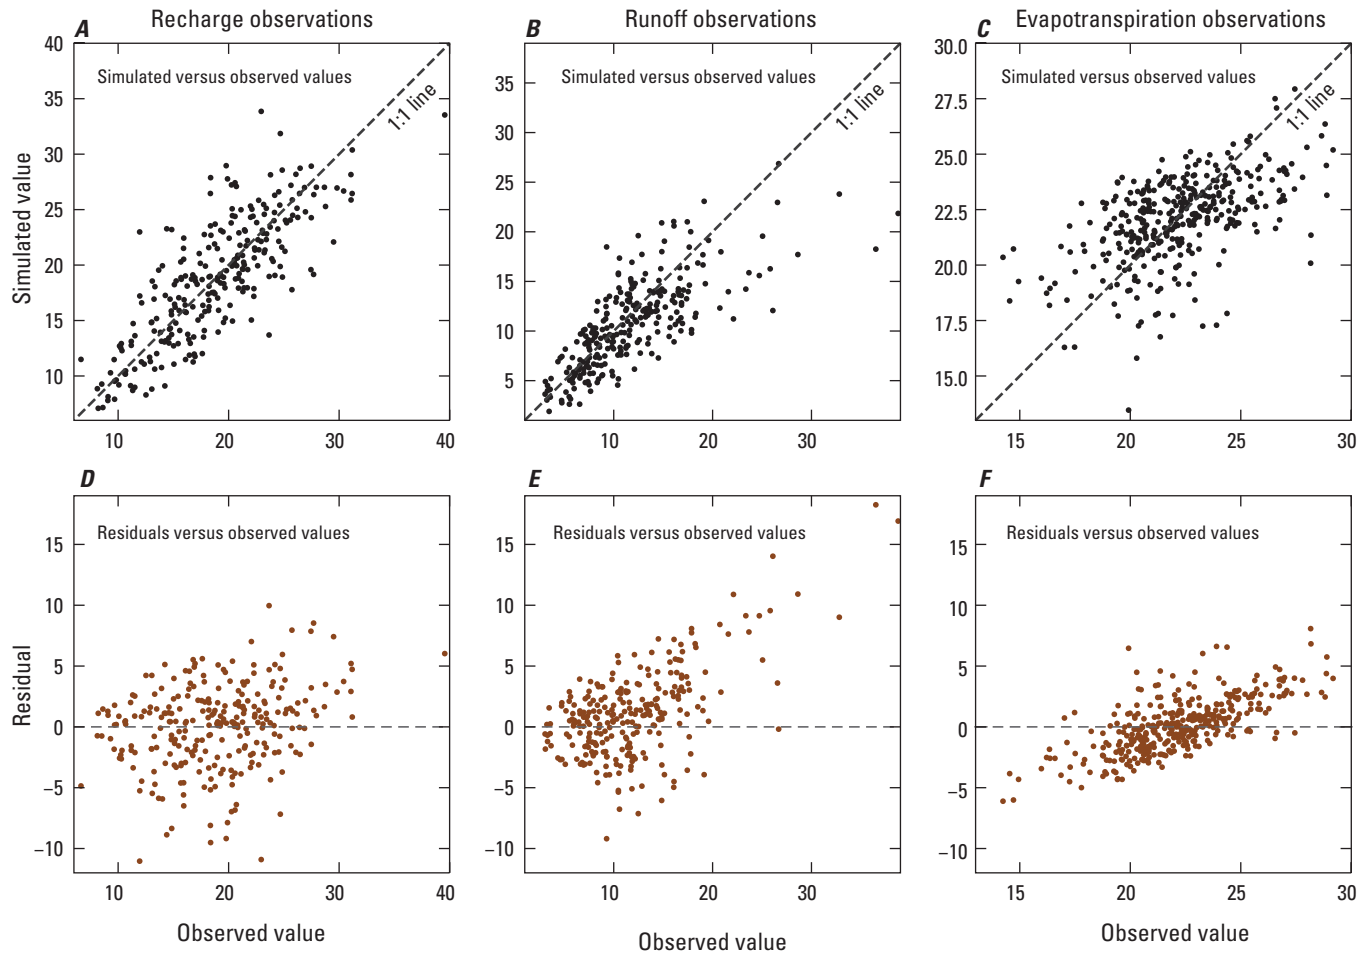 A Recharge observations
B Runoff observations
C Evapotranspiration observations
Simulated versus observed values
1:1 line
40
35
30
25
20
15
10
10 20 30 40
Simulated value
Simulated versus observed values
1:1 line
35
30
25
20
15
10
5
10 20 30
Simulated versus observed values
1:1 line
30.0
27.5
25.0
22.5
20.0
17.5
15.0
15 20 25 30
D
Residuals versus observed values
15
10
5
0
−5
−10
10 20 30 40
Residual
Observed value
E
Residuals versus observed values
15
10
5
0
−5
−10
10 20 30
Observed value
F
Residuals versus observed values
15
10
5
0
−5
−10
15 20 25 30
Observed value